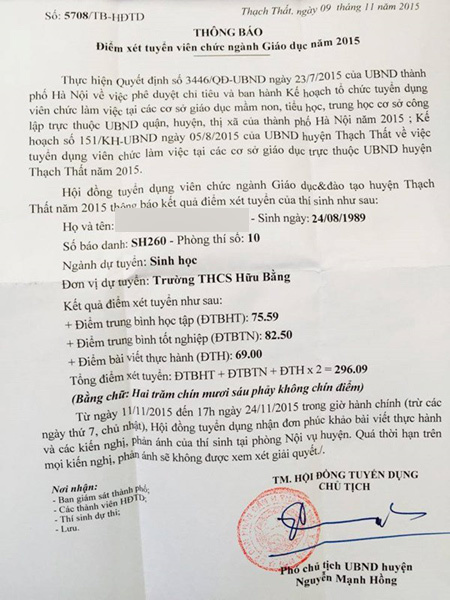 Số: 5708/TB-HĐTD
Thạch Thất, ngày 09 tháng 11 năm 2015
THÔNG BÁO
Điểm xét tuyển viên chức ngành Giáo dục năm 2015
Thực hiện Quyết định số 3446/QĐ-UBND ngày 23/7/2015 của UBND thành
phố Hà Nội về việc phê duyệt chỉ tiêu và ban hành Kế hoạch tổ chức tuyển dụng
viên chức làm việc tại các cơ sở giáo dục mầm non, tiểu học, trung học cơ sở công
lập trực thuộc UBND quận, huyện, thị xã của thành phố Hà Nội năm 2015 ; Kế
hoạch số 151/KH-UBND ngày 05/8/2015 của UBND huyện Thạch Thất về việc
tuyển dụng viên chức làm việc tại các cơ sở giáo dục trực thuộc UBND huyện
Thạch Thất năm 2015.
Hội đồng tuyển dụng viên chức ngành Giáo dục&đào tạo huyện Thạch
Thất năm 2015 thông báo kết quả điểm xét tuyển của thí sinh như sau:
Họ và tên: - Sinh ngày: 24/08/1989
Số báo danh: SH260 - Phòng thi số: 10
Ngành dự tuyển: Sinh học
Đơn vị dự tuyển: Trường THCS Hữu Bằng
Kết quả điểm xét tuyển như sau:
+ Điểm trung bình học tập (ĐTBHT): 75.59
+ Điểm trung bình tốt nghiệp (ĐTBTN): 82.50
+ Điểm bài viết thực hành (ĐTH): 69.00
Tổng điểm xét tuyển: ĐTBHT + ĐTBTN + ĐTH x 2 = 296.09
(Bằng chữ: Hai trăm chín mươi sáu phảy không chín điểm)
Từ ngày 11/11/2015 đến 17h ngày 24/11/2015 trong giờ hành chính (trừ các
ngày thứ 7, chủ nhật), Hội đồng tuyển dụng nhận đơn phúc khảo bài viết thực hành
và các kiến nghị, phản ánh của thí sinh tại phòng Nội vụ huyện. Quá thời hạn trên
mọi kiến nghị, phản ánh sẽ không được xem xét giải quyết./.
Nơi nhận:
- Ban giám sát thành phố;
- Các thành viên HĐTD;
- Thí sinh dự thi;
- Lưu.
TM. HỘI ĐỒNG TUYỂN DỤNG
CHỦ TỊCH
Phó chủ tịch UBND huyện
Nguyễn Mạnh Hồng